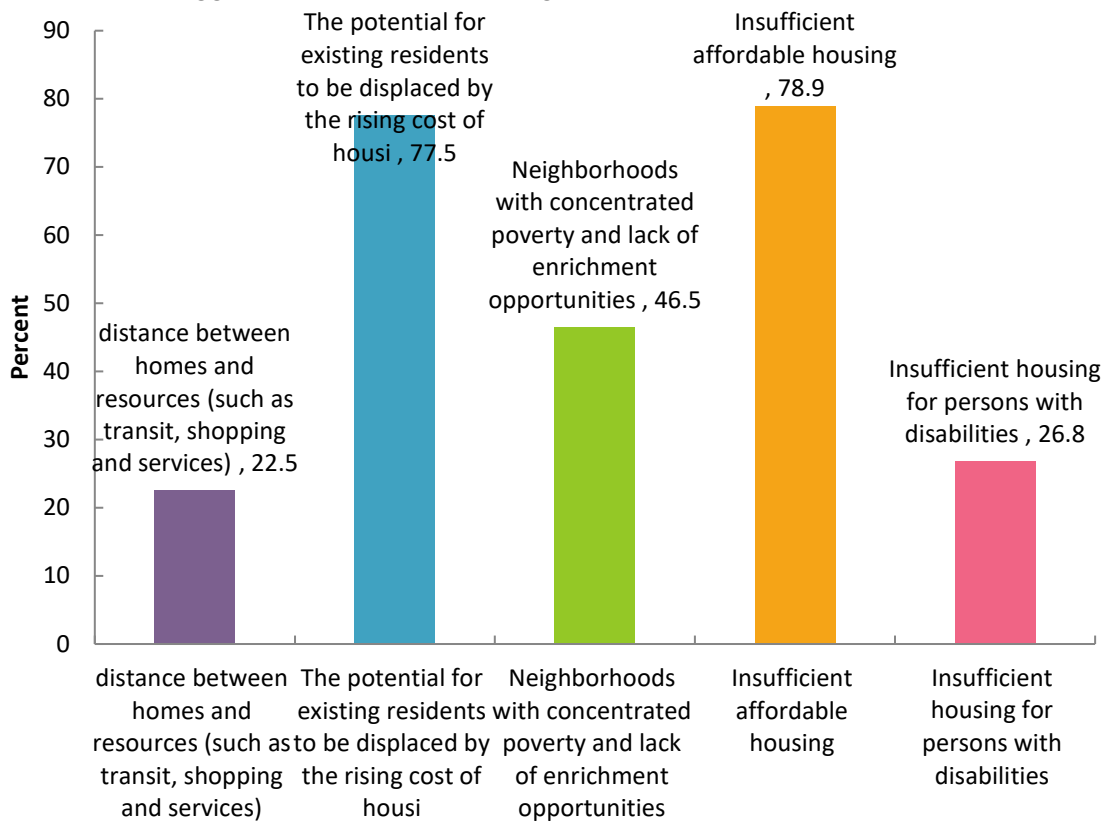 90
80
70
60
50
40
30
20
10
0
Percent
distance between
homes and
resources (such as
transit, shopping
and services) , 22.5
The potential for
existing residents
to be displaced by
the rising cost of
housi , 77.5
Neighborhoods
with concentrated
poverty and lack of
enrichment
opportunities , 46.5
Insufficient
affordable housing
, 78.9
Insufficient housing
for persons with
disabilities , 26.8
distance between
homes and
resources (such as
transit, shopping
and services)
The potential for
existing residents
to be displaced by
the rising cost of
housi
Neighborhoods
with concentrated
poverty and lack
of enrichment
opportunities
Insufficient
affordable
housing
Insufficient
housing for
persons with
disabilities